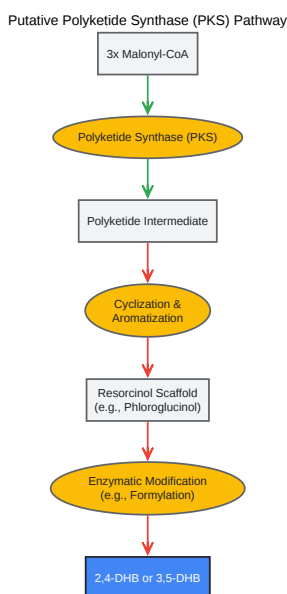 Putative Polyketide Synthase (PKS) Pathway
3x Malonyl-CoA
Polyketide Synthase (PKS)
Polyketide Intermediate
Cyclization &
Aromatization
Resorcinol Scaffold
(e.g., Phloroglucinol)
Enzymatic Modification
(e.g., Formylation)
2,4-DHB or 3,5-DHB